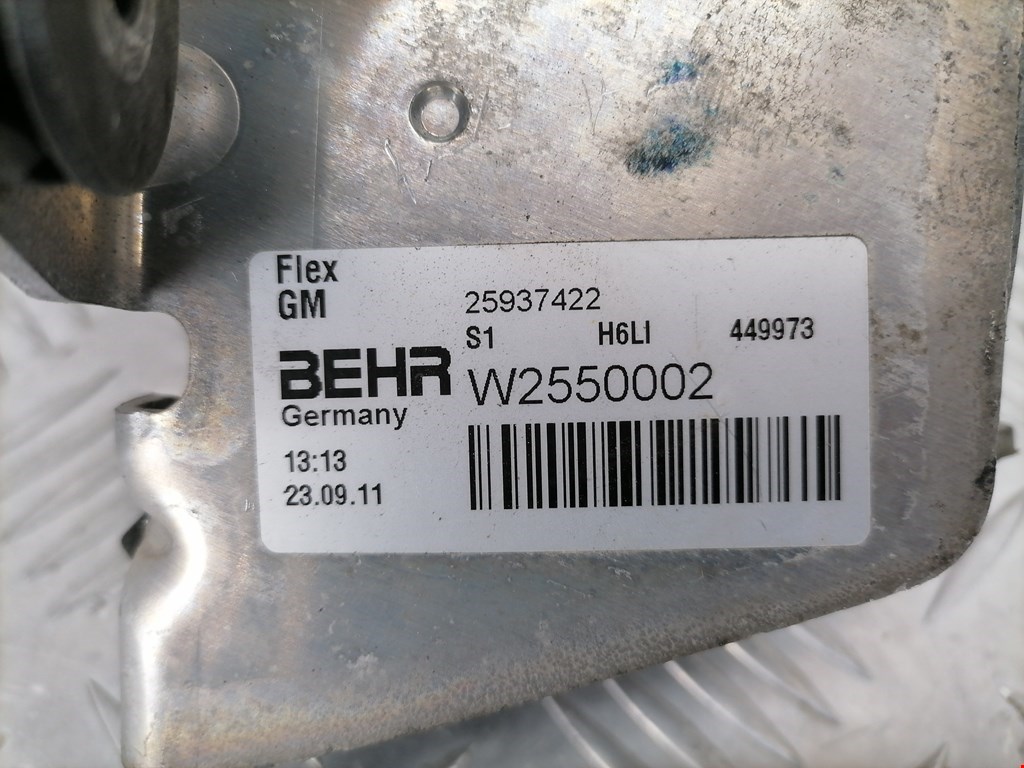 Flex
GM 25937422
S1 H6LI 449973
BEHR W2550002
Germany
13:13
23.09.11